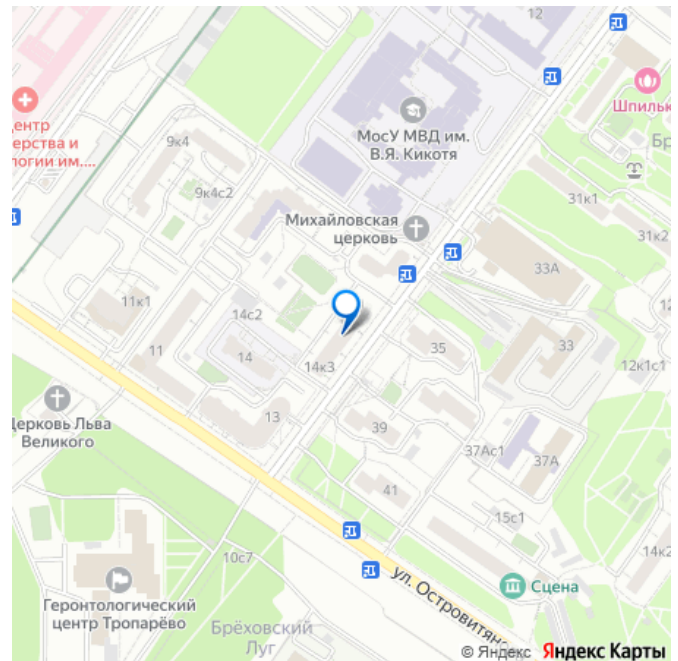 12
МосУ МВД им.
В.Я. Кикотя
Шпильк
Бр
ентр
ерства и
логии им....
9к4
9к4с2
31к1
31к2
Михайловская
церковь
33А
11к1
14с2
12
11
14
14к3
35
33
12к1с1
Церковь Льва
Великого
13
39
37Ас1
37А
41
15с1
10с7
14к2
ул. Островитяно
Сцена
Геронтологический
центр Тропарёво
Брёховский
Луг
© Яндекс Яндекс Карты